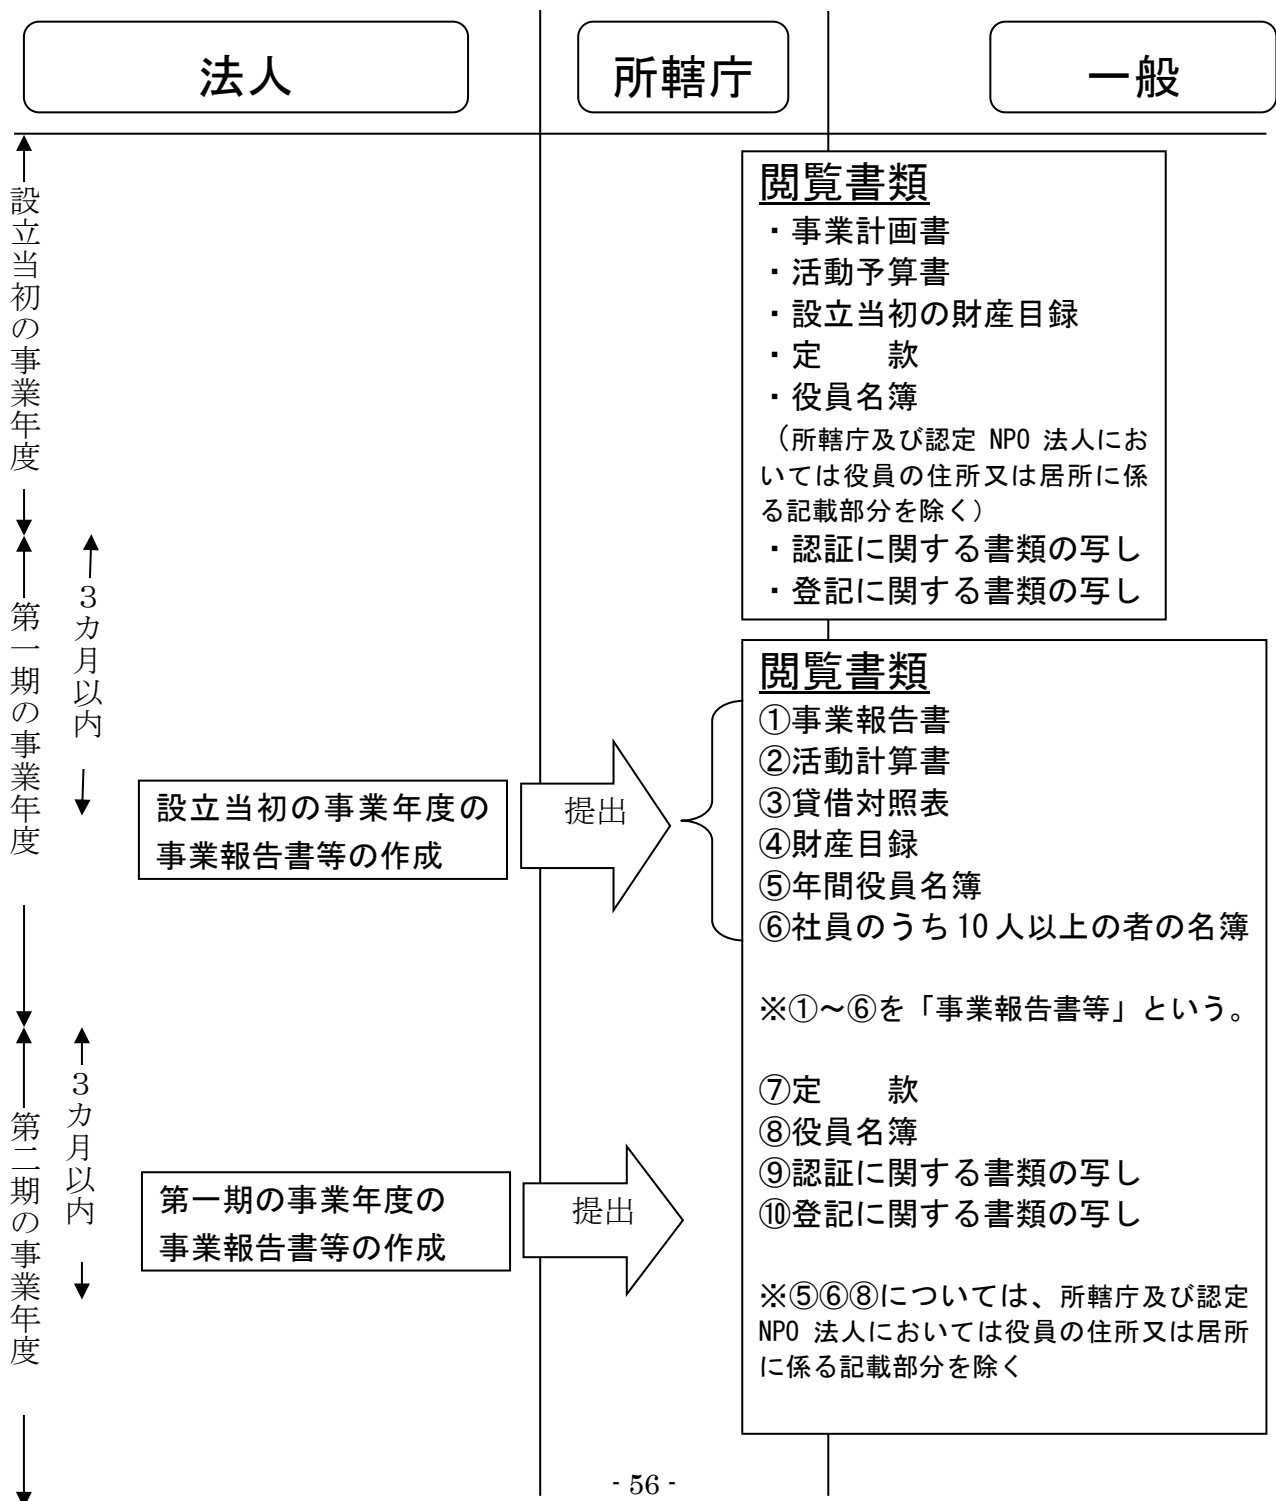 法人
所轄庁
一般
設立当初の事業年度
閲覧書類
・事業計画書
・活動予算書
・設立当初の財産目録
・定　　款
・役員名簿
（所轄庁及び認定 NPO 法人にお
いては役員の住所又は居所に係
る記載部分を除く）
・認証に関する書類の写し
・登記に関する書類の写し
第一期の事業年度
３カ月以内
設立当初の事業年度の
事業報告書等の作成
提出
閲覧書類
①事業報告書
②活動計算書
③貸借対照表
④財産目録
⑤年間役員名簿
⑥社員のうち 10 人以上の者の名簿
※①～⑥を「事業報告書等」という。
⑦定　　款
⑧役員名簿
⑨認証に関する書類の写し
⑩登記に関する書類の写し
※⑤⑥⑧については、所轄庁及び認定
NPO 法人においては役員の住所又は居所
に係る記載部分を除く
第二期の事業年度
３カ月以内
第一期の事業年度の
事業報告書等の作成
提出
- 56 -